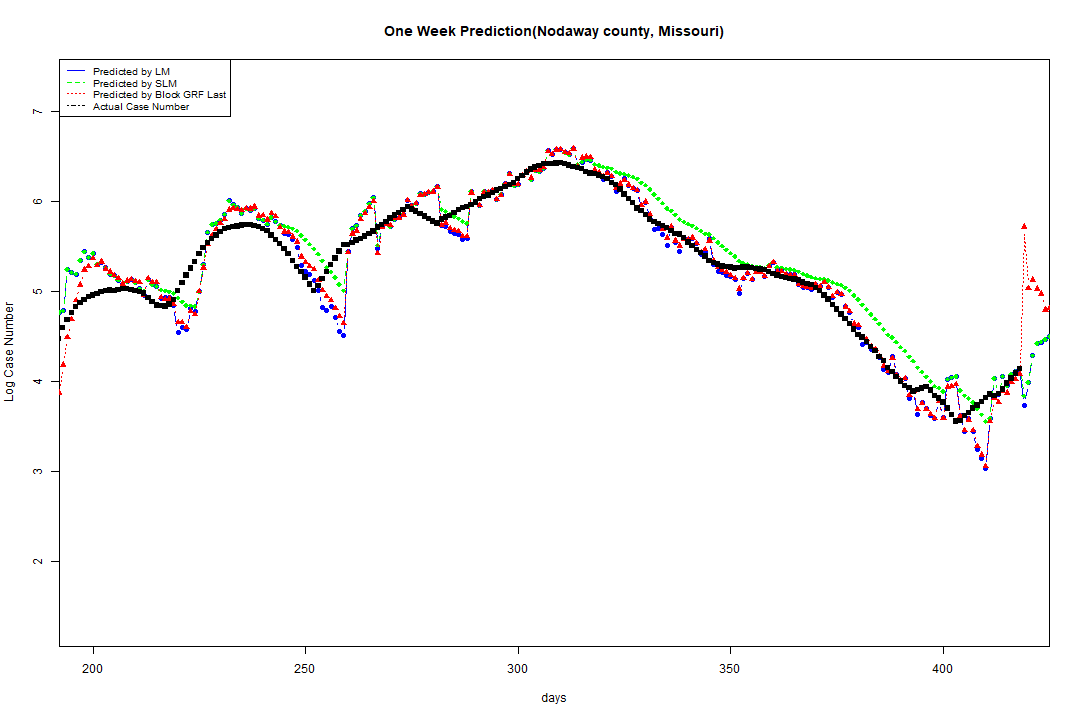 One Week Prediction(Nodaway county, Missouri)
Predicted by LM
Predicted by SLM
Predicted by Block GRF Last
Actual Case Number
7
6
5
4
3
2
Log Case Number
200 250 300 350 400
days